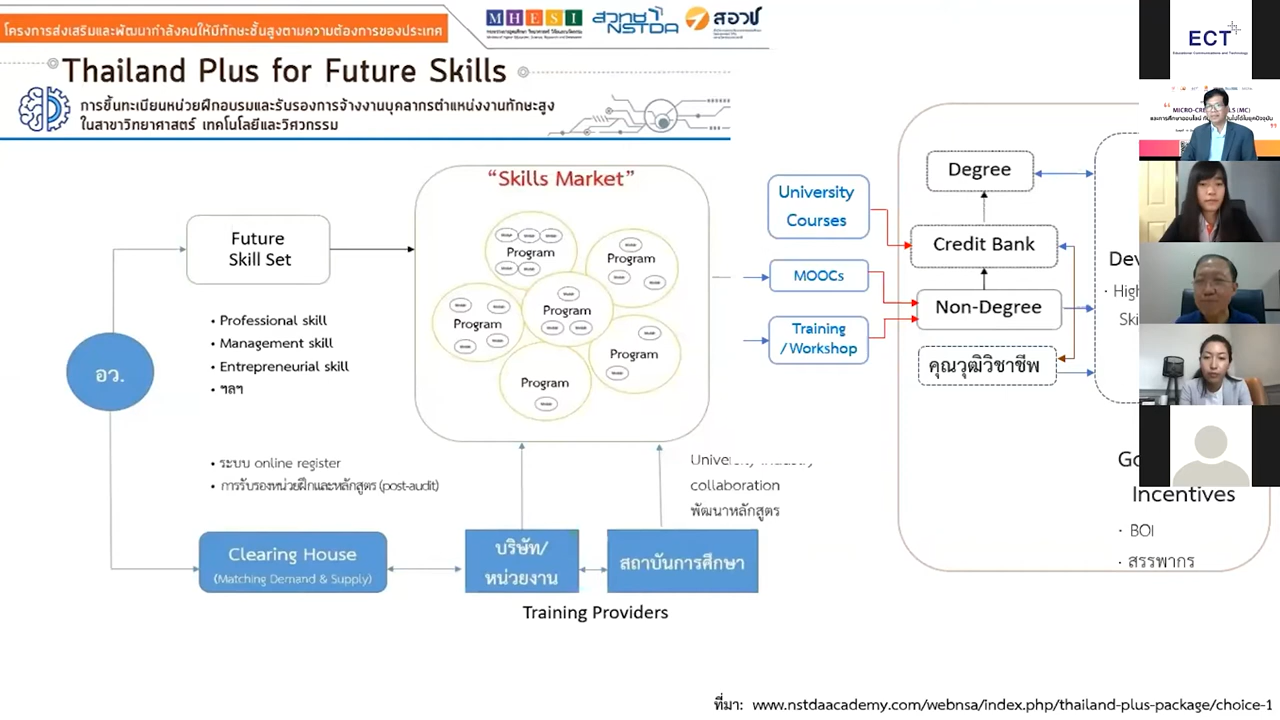 โครงการส่งเสริมและพัฒนากำลังคนให้มีทักษะชั้นสูงตามความต้องการของประเทศ
MHESI
สวทช
NSTDA
สอวช
Thailand Plus for Future Skills
การขึ้นทะเบียนหน่วยฝึกอบรมและรับรองการจ้างงานบุคลากรตำแหน่งงานทักษะสูง
ในสาขาวิทยาศาสตร์ เทคโนโลยีและวิศวกรรม
อว.
Future
Skill Set
• Professional skill
• Management skill
• Entrepreneurial skill
• ฯลฯ
• ระบบ online register
• การรับรองหน่วยฝึกและหลักสูตร (post-audit)
Clearing House
(Matching Demand & Supply)
"Skills Market"
Program
Program
Program
Program
Program
Program
บริษัท/
หน่วยงาน
สถาบันการศึกษา
Training Providers
collaboration
พัฒนาหลักสูตร
University
Courses
MOOCs
Training
/Workshop
Degree
Credit Bank
Non-Degree
คุณวุฒิวิชาชีพ
Incentives
· BOI
· สรรพากร
ECT
Educational Communications and Technology
ที่มา: www.nstdaacademy.com/webnsa/index.php/thailand-plus-package/choice-1